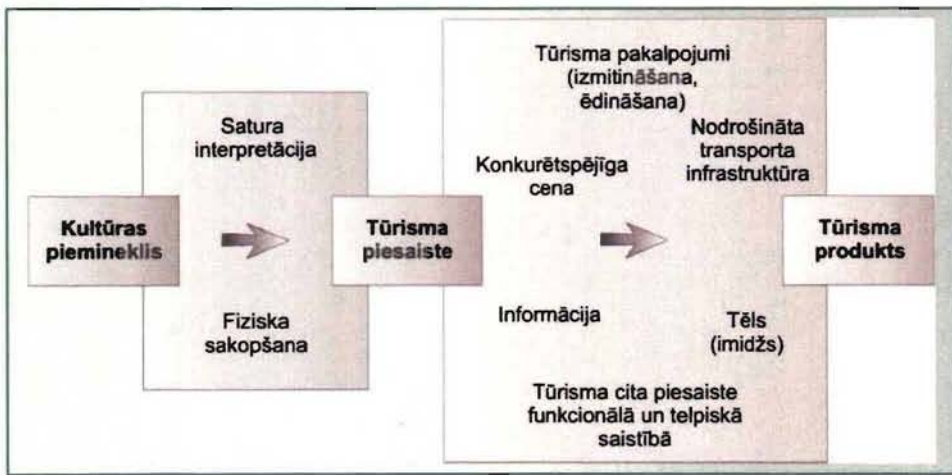 Kultūras
piemineklis
Satura
interpretācija
Fiziska
sakopšana
Tūrisma
piesaiste
Tūrisma pakalpojumi
(izmitināšana,
ēdināšana)
Konkurētspējīga
cena
Nodrošināta
transporta
infrastruktūra
Informācija
Tēls
(imidžs)
Tūrisma cita piesaiste
funkcionālā un telpiskā
saistībā
Tūrisma
produkts